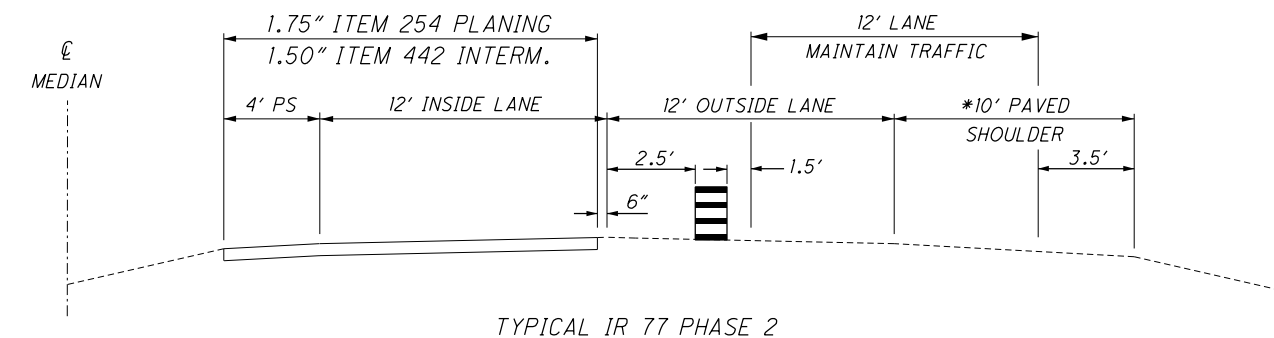 1.75" ITEM 254 PLANING
1.50" ITEM 442 INTERM.
12' LANE
MAINTAIN TRAFFIC
℄
MEDIAN
4' PS
12' INSIDE LANE
12' OUTSIDE LANE
*10' PAVED
SHOULDER
2.5'
1.5'
3.5'
6"
TYPICAL IR 77 PHASE 2